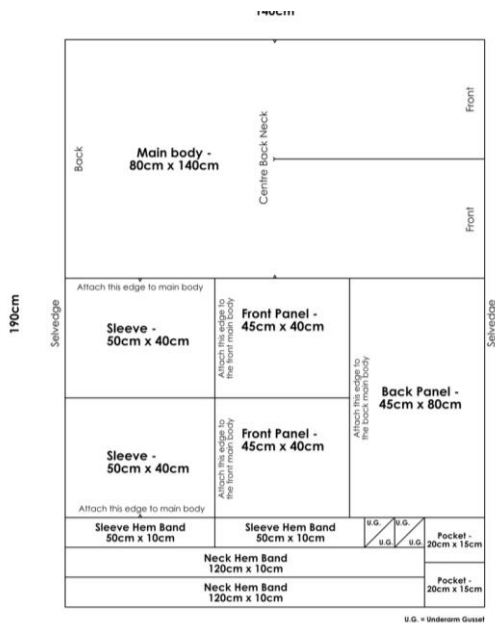 140cm
Back
Main body -
80cm x 140cm
Centre Back Neck
Front
Front
190cm
Selvedge
Selvedge
Attach this edge to main body
Sleeve -
50cm x 40cm
Attach this edge to
the front main body
Front Panel -
45cm x 40cm
Attach this edge to
the back main body
Back Panel -
45cm x 80cm
Sleeve -
50cm x 40cm
Attach this edge to main body
Attach this edge to
the front main body
Front Panel -
45cm x 40cm
Sleeve Hem Band
50cm x 10cm
Sleeve Hem Band
50cm x 10cm
U.G.
U.G.
U.G.
U.G.
Pocket -
20cm x 15cm
Neck Hem Band
120cm x 10cm
Neck Hem Band
120cm x 10cm
Pocket -
20cm x 15cm
U.G. = Underarm Gusset